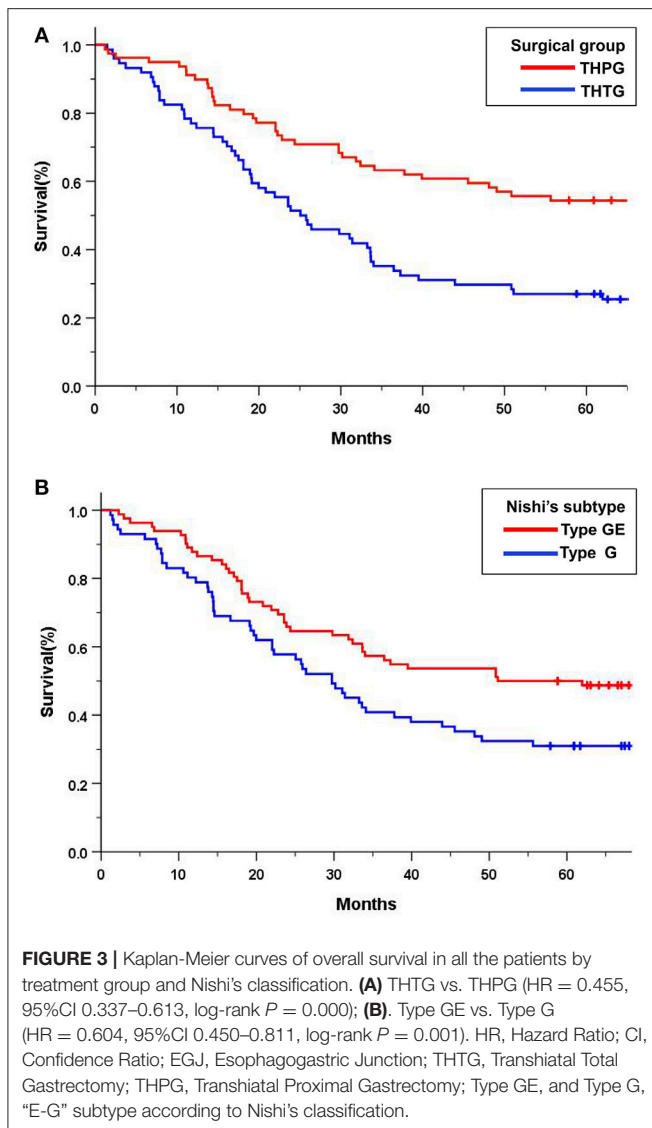 A
Surgical group
THPG
THTG
1.0
0.8
0.6
0.4
0.2
0.0
Survival(%)
0 10 20 30 40 50 60
Months
B
Nishi's subtype
Type GE
Type G
1.0
0.8
0.6
0.4
0.2
0.0
Survival(%)
0 10 20 30 40 50 60
Months
FIGURE 3 | Kaplan-Meier curves of overall survival in all the patients by
treatment group and Nishi's classification. (A) THTG vs. THPG (HR = 0.455,
95%CI 0.337–0.613, log-rank P = 0.000); (B). Type GE vs. Type G
(HR = 0.604, 95%CI 0.450–0.811, log-rank P = 0.001). HR, Hazard Ratio; CI,
Confidence Ratio; EGJ, Esophagogastric Junction; THTG, Transhiatal Total
Gastrectomy; THPG, Transhiatal Proximal Gastrectomy; Type GE, and Type G,
"E-G" subtype according to Nishi's classification.